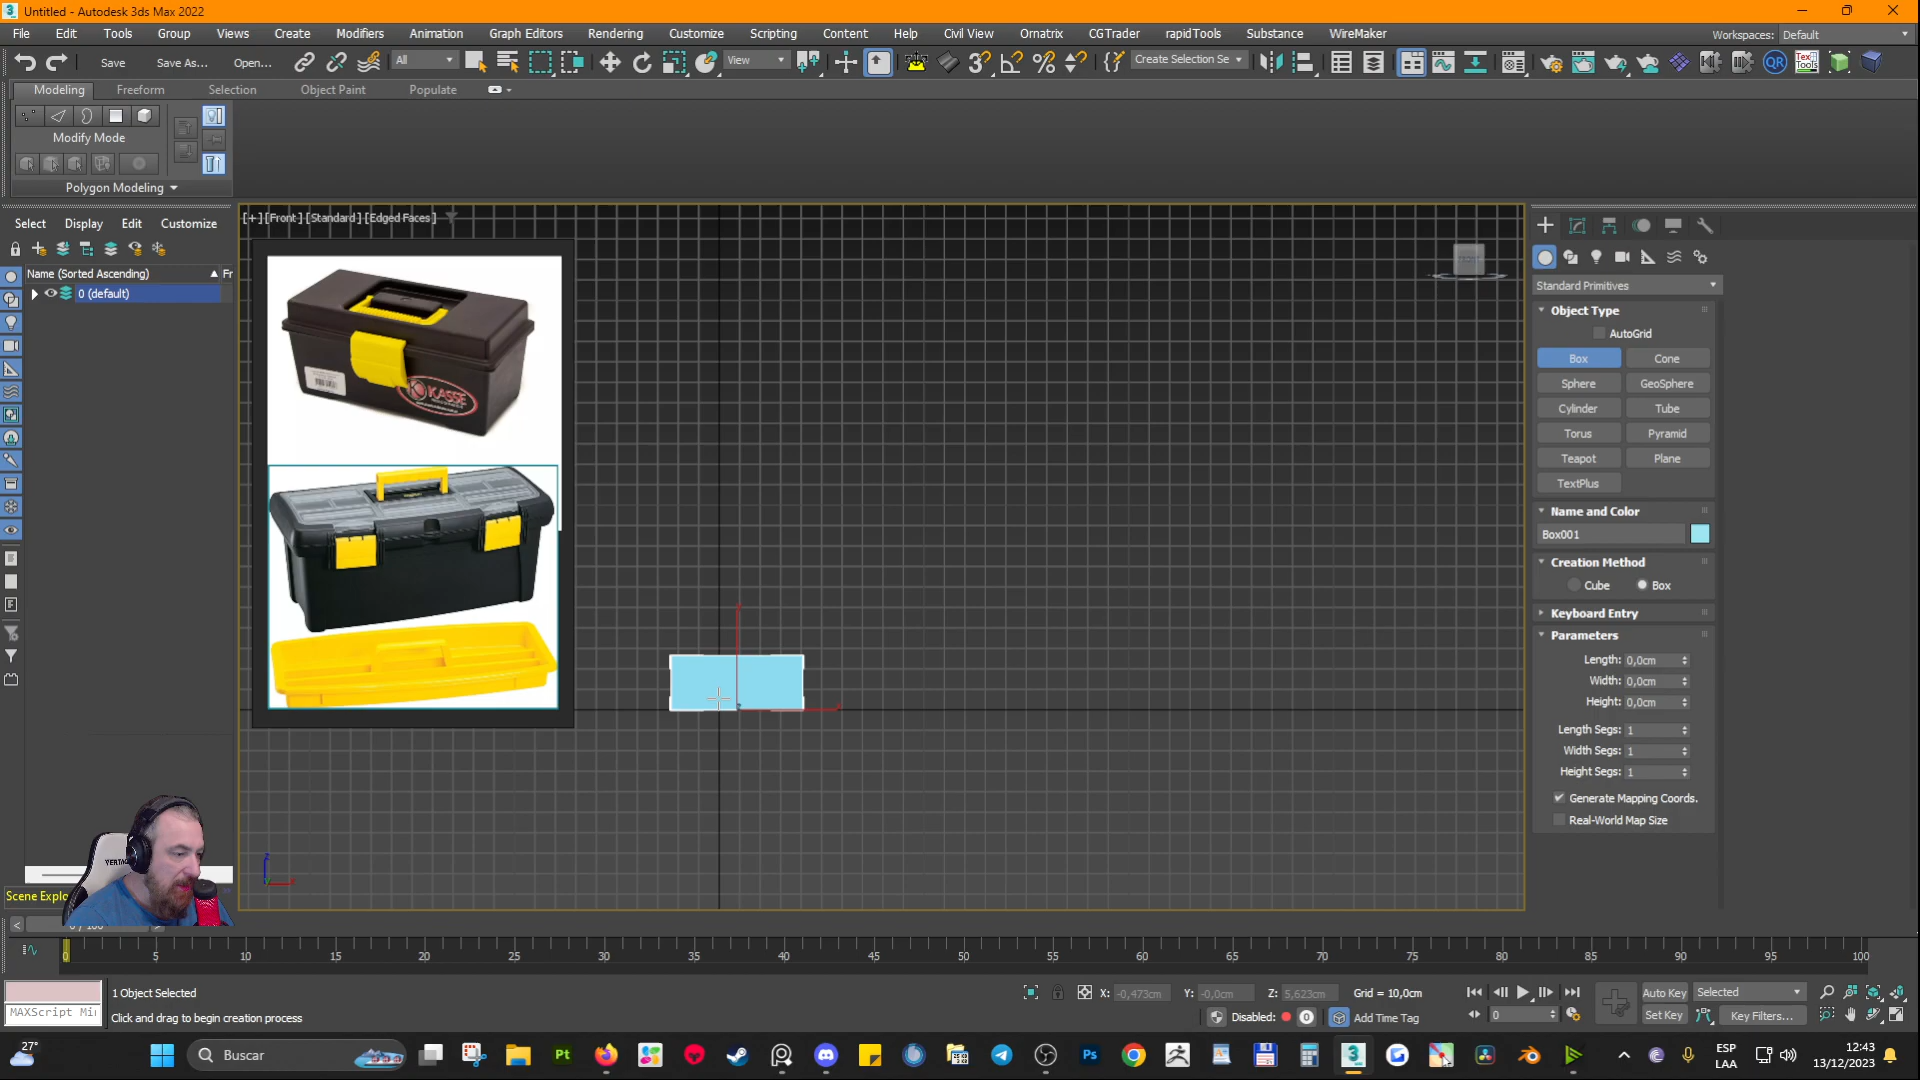 Untitled - Autodesk 3ds Max 2022
File Edit Tools Group Views Create Modifiers Animation Graph Editors Rendering Customize Scripting Content Help Civil View Ornatrix CGTrader rapidTools Substance WireMaker Workspaces: Default
Save Save As... Open... All View Create Selection Se
Modeling Freeform Selection Object Paint Populate
Modify Mode
Polygon Modeling
Select Display Edit Customize
Name (Sorted Ascending) Fr
0 (default)
[+] [Front] [Standard] [Edged Faces]
FRONT
KASSE
Standard Primitives
Object Type
AutoGrid
Box Cone
Sphere GeoSphere
Cylinder Tube
Torus Pyramid
Teapot Plane
TextPlus
Name and Color
Box001
Creation Method
Cube Box
Keyboard Entry
Parameters
Length: 0,0cm
Width: 0,0cm
Height: 0,0cm
Length Segs: 1
Width Segs: 1
Height Segs: 1
Generate Mapping Coords.
Real-World Map Size
Scene Explo
0 / 100
0 5 10 15 20 25 30 35 40 45 50 55 60 65 70 75 80 85 90 95 100
1 Object Selected
X: -0,473cm Y: -0,0cm Z: 5,623cm Grid = 10,0cm
Auto Key Selected
MAXScript Mi
Click and drag to begin creation process
Disabled: 0 Add Time Tag
0
Set Key Key Filters...
27°
Buscar
ESP
LAA
12:43
13/12/2023